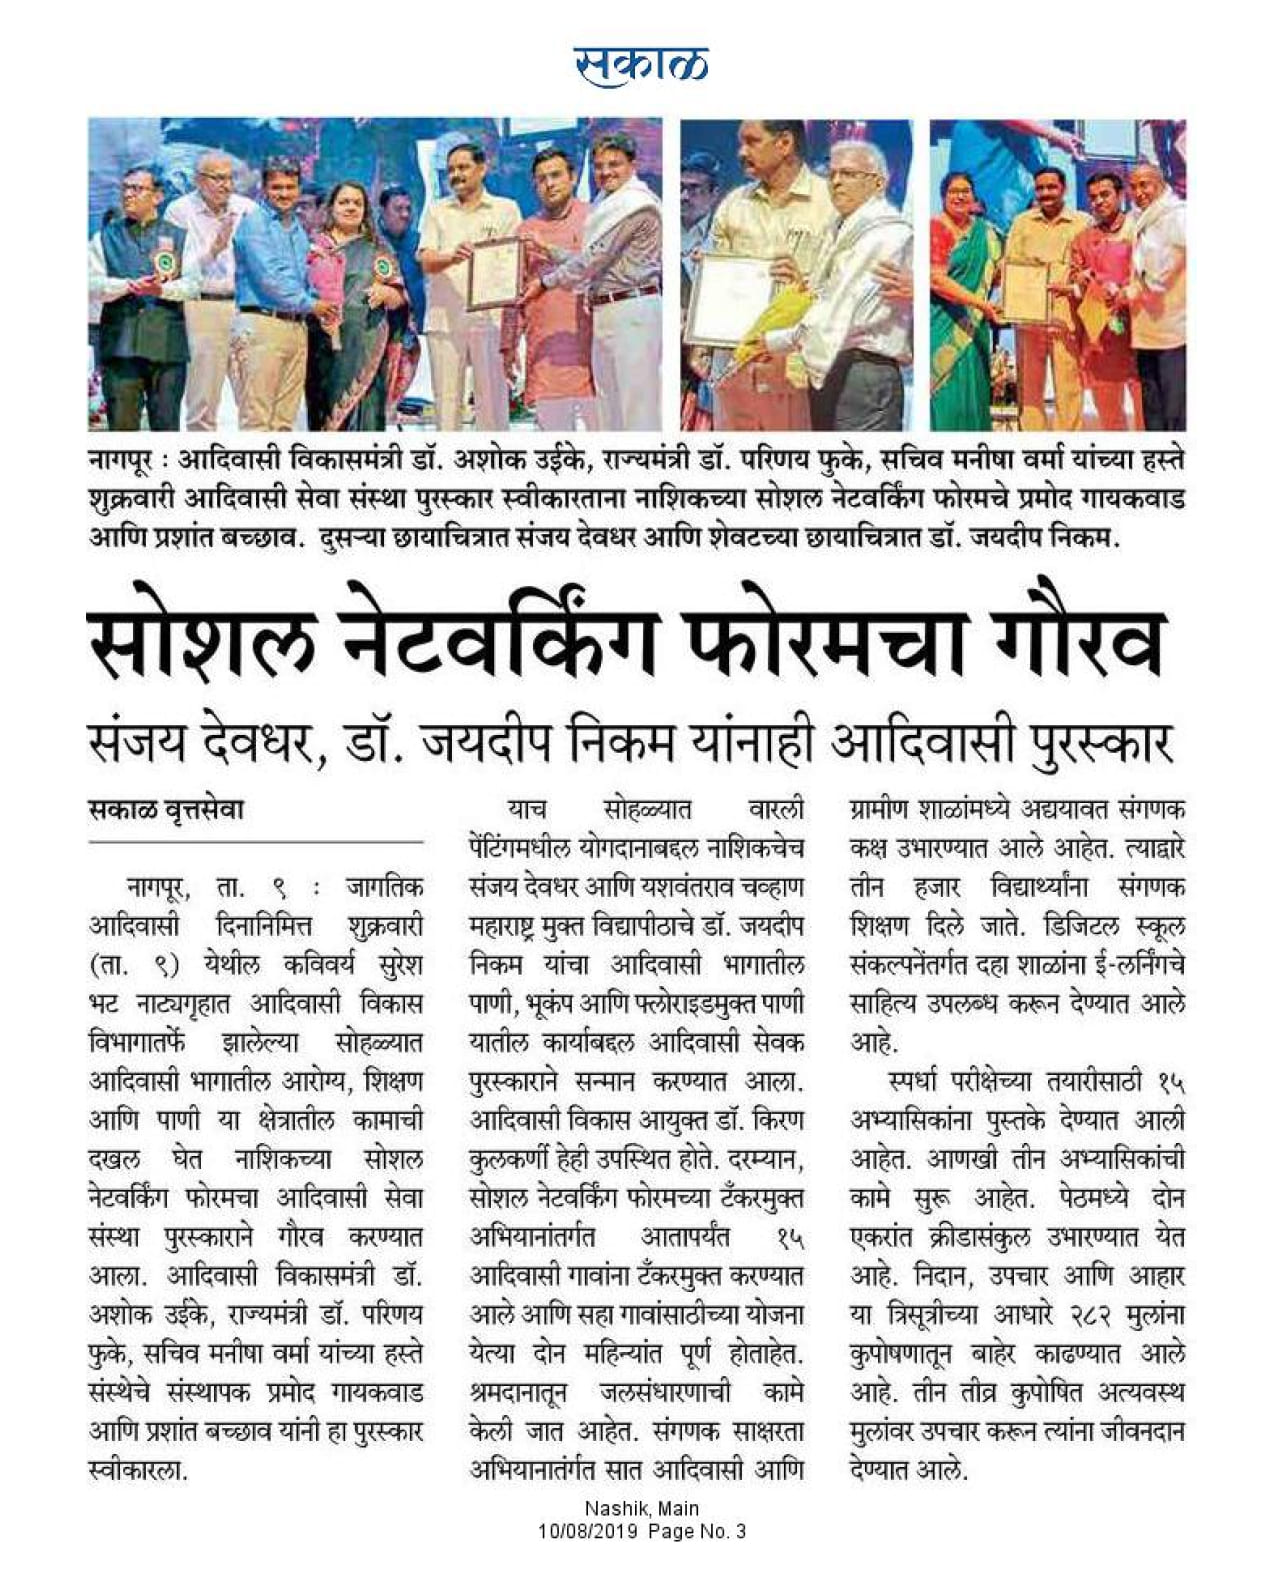 सकाळ
नागपूर : आदिवासी विकासमंत्री डॉ. अशोक उईके, राज्यमंत्री डॉ. परिणय फुके, सचिव मनीषा वर्मा यांच्या हस्ते
शुक्रवारी आदिवासी सेवा संस्था पुरस्कार स्वीकारताना नाशिकच्या सोशल नेटवर्किंग फोरमचे प्रमोद गायकवाड
आणि प्रशांत बच्छाव. दुसऱ्या छायाचित्रात संजय देवधर आणि शेवटच्या छायाचित्रात डॉ. जयदीप निकम.
सोशल नेटवर्किंग फोरमचा गौरव
संजय देवधर, डॉ. जयदीप निकम यांनाही आदिवासी पुरस्कार
सकाळ वृत्तसेवा
नागपूर, ता. ९ : जागतिक
आदिवासी दिनानिमित्त शुक्रवारी
(ता. ९) येथील कविवर्य सुरेश
भट नाट्यगृहात आदिवासी विकास
विभागातर्फे झालेल्या सोहळ्यात
आदिवासी भागातील आरोग्य, शिक्षण
आणि पाणी या क्षेत्रातील कामाची
दखल घेत नाशिकच्या सोशल
नेटवर्किंग फोरमचा आदिवासी सेवा
संस्था पुरस्काराने गौरव करण्यात
आला. आदिवासी विकासमंत्री डॉ.
अशोक उईके, राज्यमंत्री डॉ. परिणय
फुके, सचिव मनीषा वर्मा यांच्या हस्ते
संस्थेचे संस्थापक प्रमोद गायकवाड
आणि प्रशांत बच्छाव यांनी हा पुरस्कार
स्वीकारला.
याच सोहळ्यात वारली
पेंटिंगमधील योगदानाबद्दल नाशिकचेच
संजय देवधर आणि यशवंतराव चव्हाण
महाराष्ट्र मुक्त विद्यापीठाचे डॉ. जयदीप
निकम यांचा आदिवासी भागातील
पाणी, भूकंप आणि फ्लोराइडमुक्त पाणी
यातील कार्याबद्दल आदिवासी सेवक
पुरस्काराने सन्मान करण्यात आला.
आदिवासी विकास आयुक्त डॉ. किरण
कुलकर्णी हेही उपस्थित होते. दरम्यान,
सोशल नेटवर्किंग फोरमच्या टँकरमुक्त
अभियानांतर्गत आतापर्यंत १५
आदिवासी गावांना टँकरमुक्त करण्यात
आले आणि सहा गावांसाठीच्या योजना
येत्या दोन महिन्यांत पूर्ण होताहेत.
श्रमदानातून जलसंधारणाची कामे
केली जात आहेत. संगणक साक्षरता
अभियानातंर्गत सात आदिवासी आणि
ग्रामीण शाळांमध्ये अद्ययावत संगणक
कक्ष उभारण्यात आले आहेत. त्याद्वारे
तीन हजार विद्यार्थ्यांना संगणक
शिक्षण दिले जाते. डिजिटल स्कूल
संकल्पनेंतर्गत दहा शाळांना ई-लर्निंगचे
साहित्य उपलब्ध करून देण्यात आले
आहे.
स्पर्धा परीक्षेच्या तयारीसाठी १५
अभ्यासिकांना पुस्तके देण्यात आली
आहेत. आणखी तीन अभ्यासिकांची
कामे सुरू आहेत. पेठमध्ये दोन
एकरांत क्रीडासंकुल उभारण्यात येत
आहे. निदान, उपचार आणि आहार
या त्रिसूत्रीच्या आधारे २८२ मुलांना
कुपोषणातून बाहेर काढण्यात आले
आहे. तीन तीव्र कुपोषित अत्यवस्थ
मुलांवर उपचार करून त्यांना जीवनदान
देण्यात आले.
Nashik, Main
10/08/2019 Page No. 3